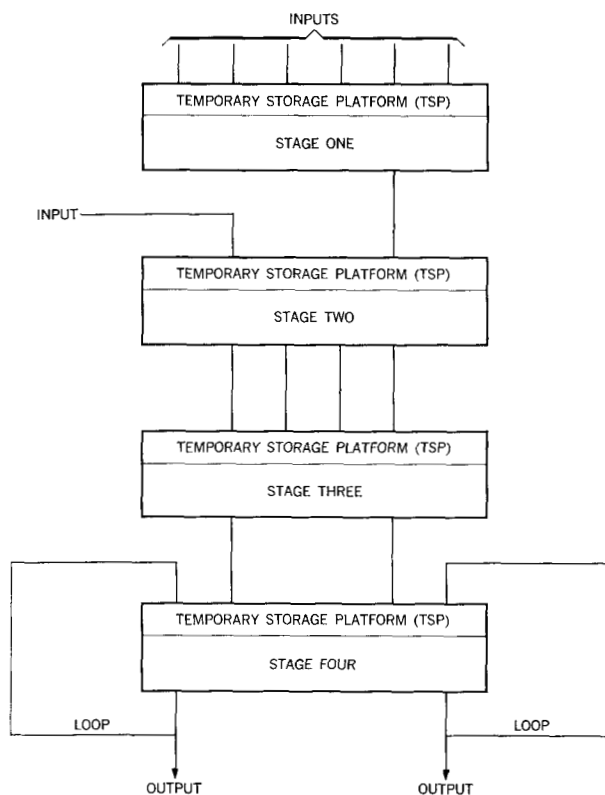 INPUTS
TEMPORARY STORAGE PLATFORM (TSP)
STAGE ONE
INPUT
TEMPORARY STORAGE PLATFORM (TSP)
STAGE TWO
TEMPORARY STORAGE PLATFORM (TSP)
STAGE THREE
TEMPORARY STORAGE PLATFORM (TSP)
STAGE FOUR
LOOP
LOOP
OUTPUT
OUTPUT